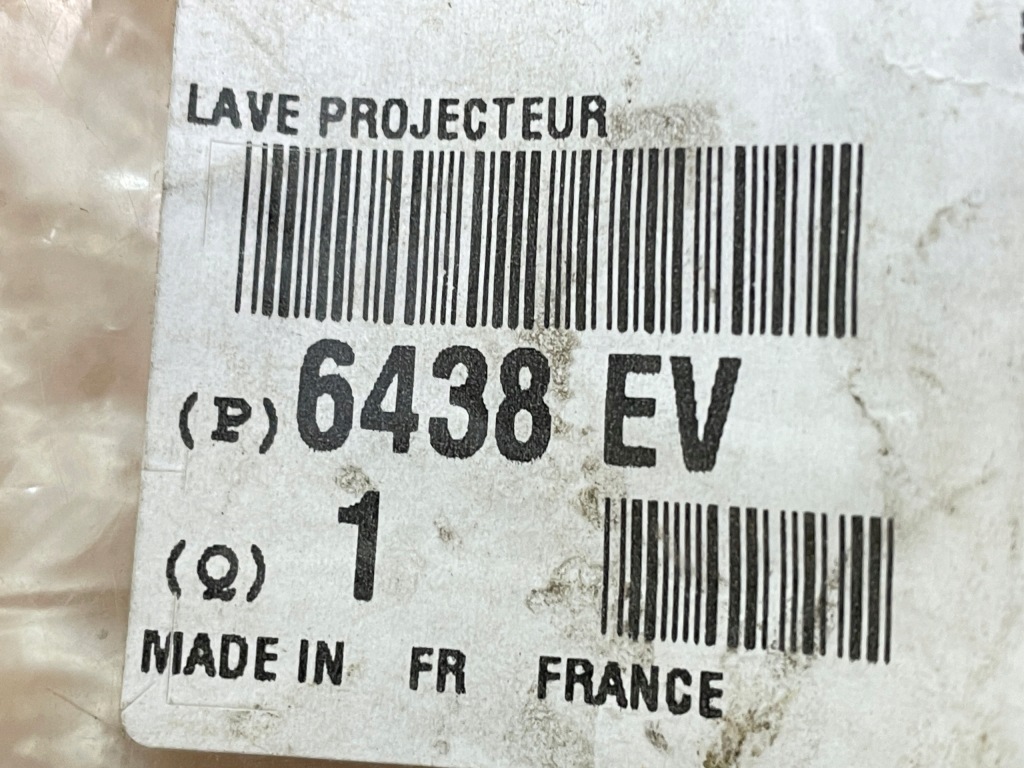 LAVE PROJECTEUR
(P) 6438 EV
(Q) 1
MADE IN FR FRANCE